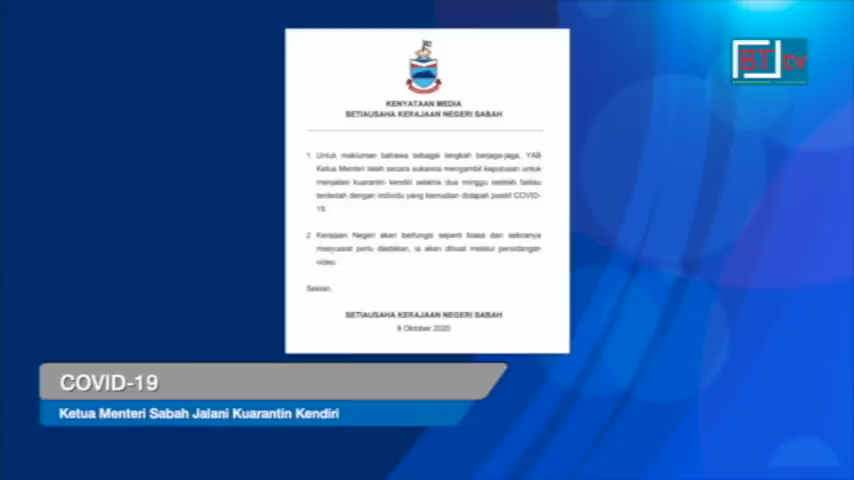 BT tv
KENYATAAN MEDIA
SETIAUSAHA KERAJAAN NEGERI SABAH
1 Untuk makluman bahawa sebagai langkah berjaga-jaga, YAB
Ketua Menteri telah secara sukarela mengambil keputusan untuk
menjalani kuarantin kendiri selama dua minggu setelah beliau
terdedah dengan individu yang kemudian didapati positif COVID-
19.
2 Kerajaan Negeri akan berfungsi seperti biasa dan sekiranya
mesyuarat perlu diadakan, ia akan dibuat melalui persidangan
video.
Sekian.
SETIAUSAHA KERAJAAN NEGERI SABAH
Oktober 2020
COVID-19
Ketua Menteri Sabah Jalani Kuarantin Kendiri